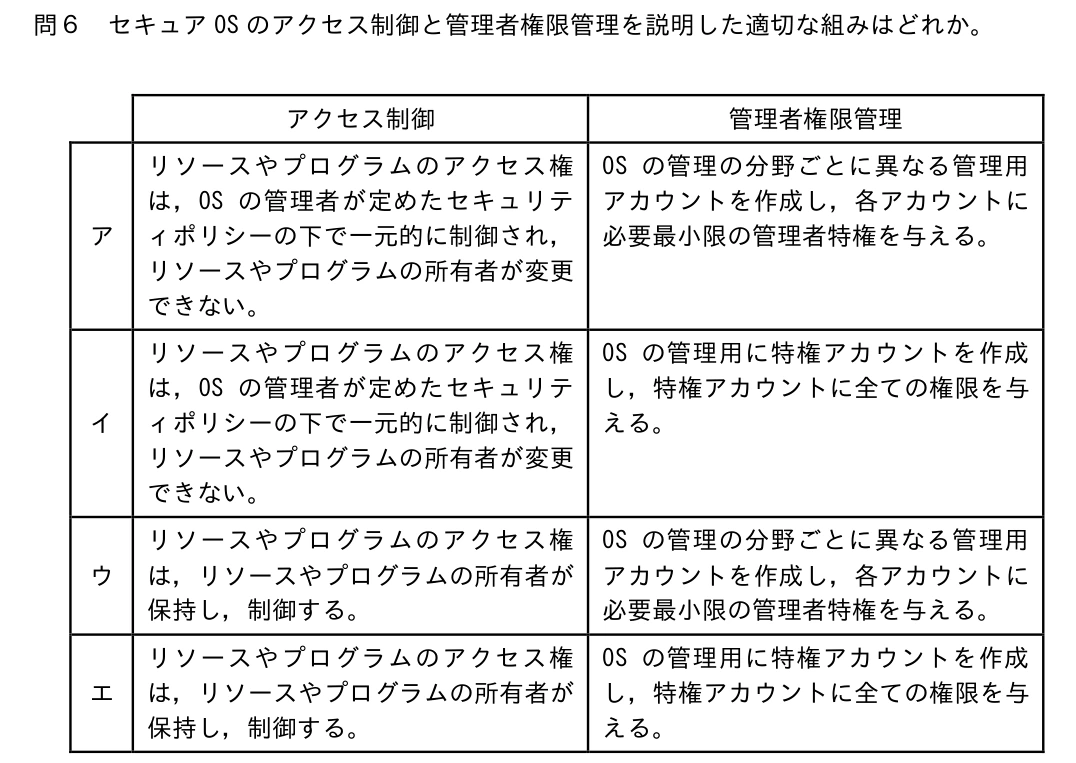 問６　セキュア OS のアクセス制御と管理者権限管理を説明した適切な組みはどれか。
アクセス制御
管理者権限管理
ア
リソースやプログラムのアクセス権
は，OS の管理者が定めたセキュリテ
ィポリシーの下で一元的に制御され，
リソースやプログラムの所有者が変更
できない。
OS の管理の分野ごとに異なる管理用
アカウントを作成し，各アカウントに
必要最小限の管理者特権を与える。
イ
リソースやプログラムのアクセス権
は，OS の管理者が定めたセキュリテ
ィポリシーの下で一元的に制御され，
リソースやプログラムの所有者が変更
できない。
OS の管理用に特権アカウントを作成
し，特権アカウントに全ての権限を与
える。
ウ
リソースやプログラムのアクセス権
は，リソースやプログラムの所有者が
保持し，制御する。
OS の管理の分野ごとに異なる管理用
アカウントを作成し，各アカウントに
必要最小限の管理者特権を与える。
エ
リソースやプログラムのアクセス権
は，リソースやプログラムの所有者が
保持し，制御する。
OS の管理用に特権アカウントを作成
し，特権アカウントに全ての権限を与
える。